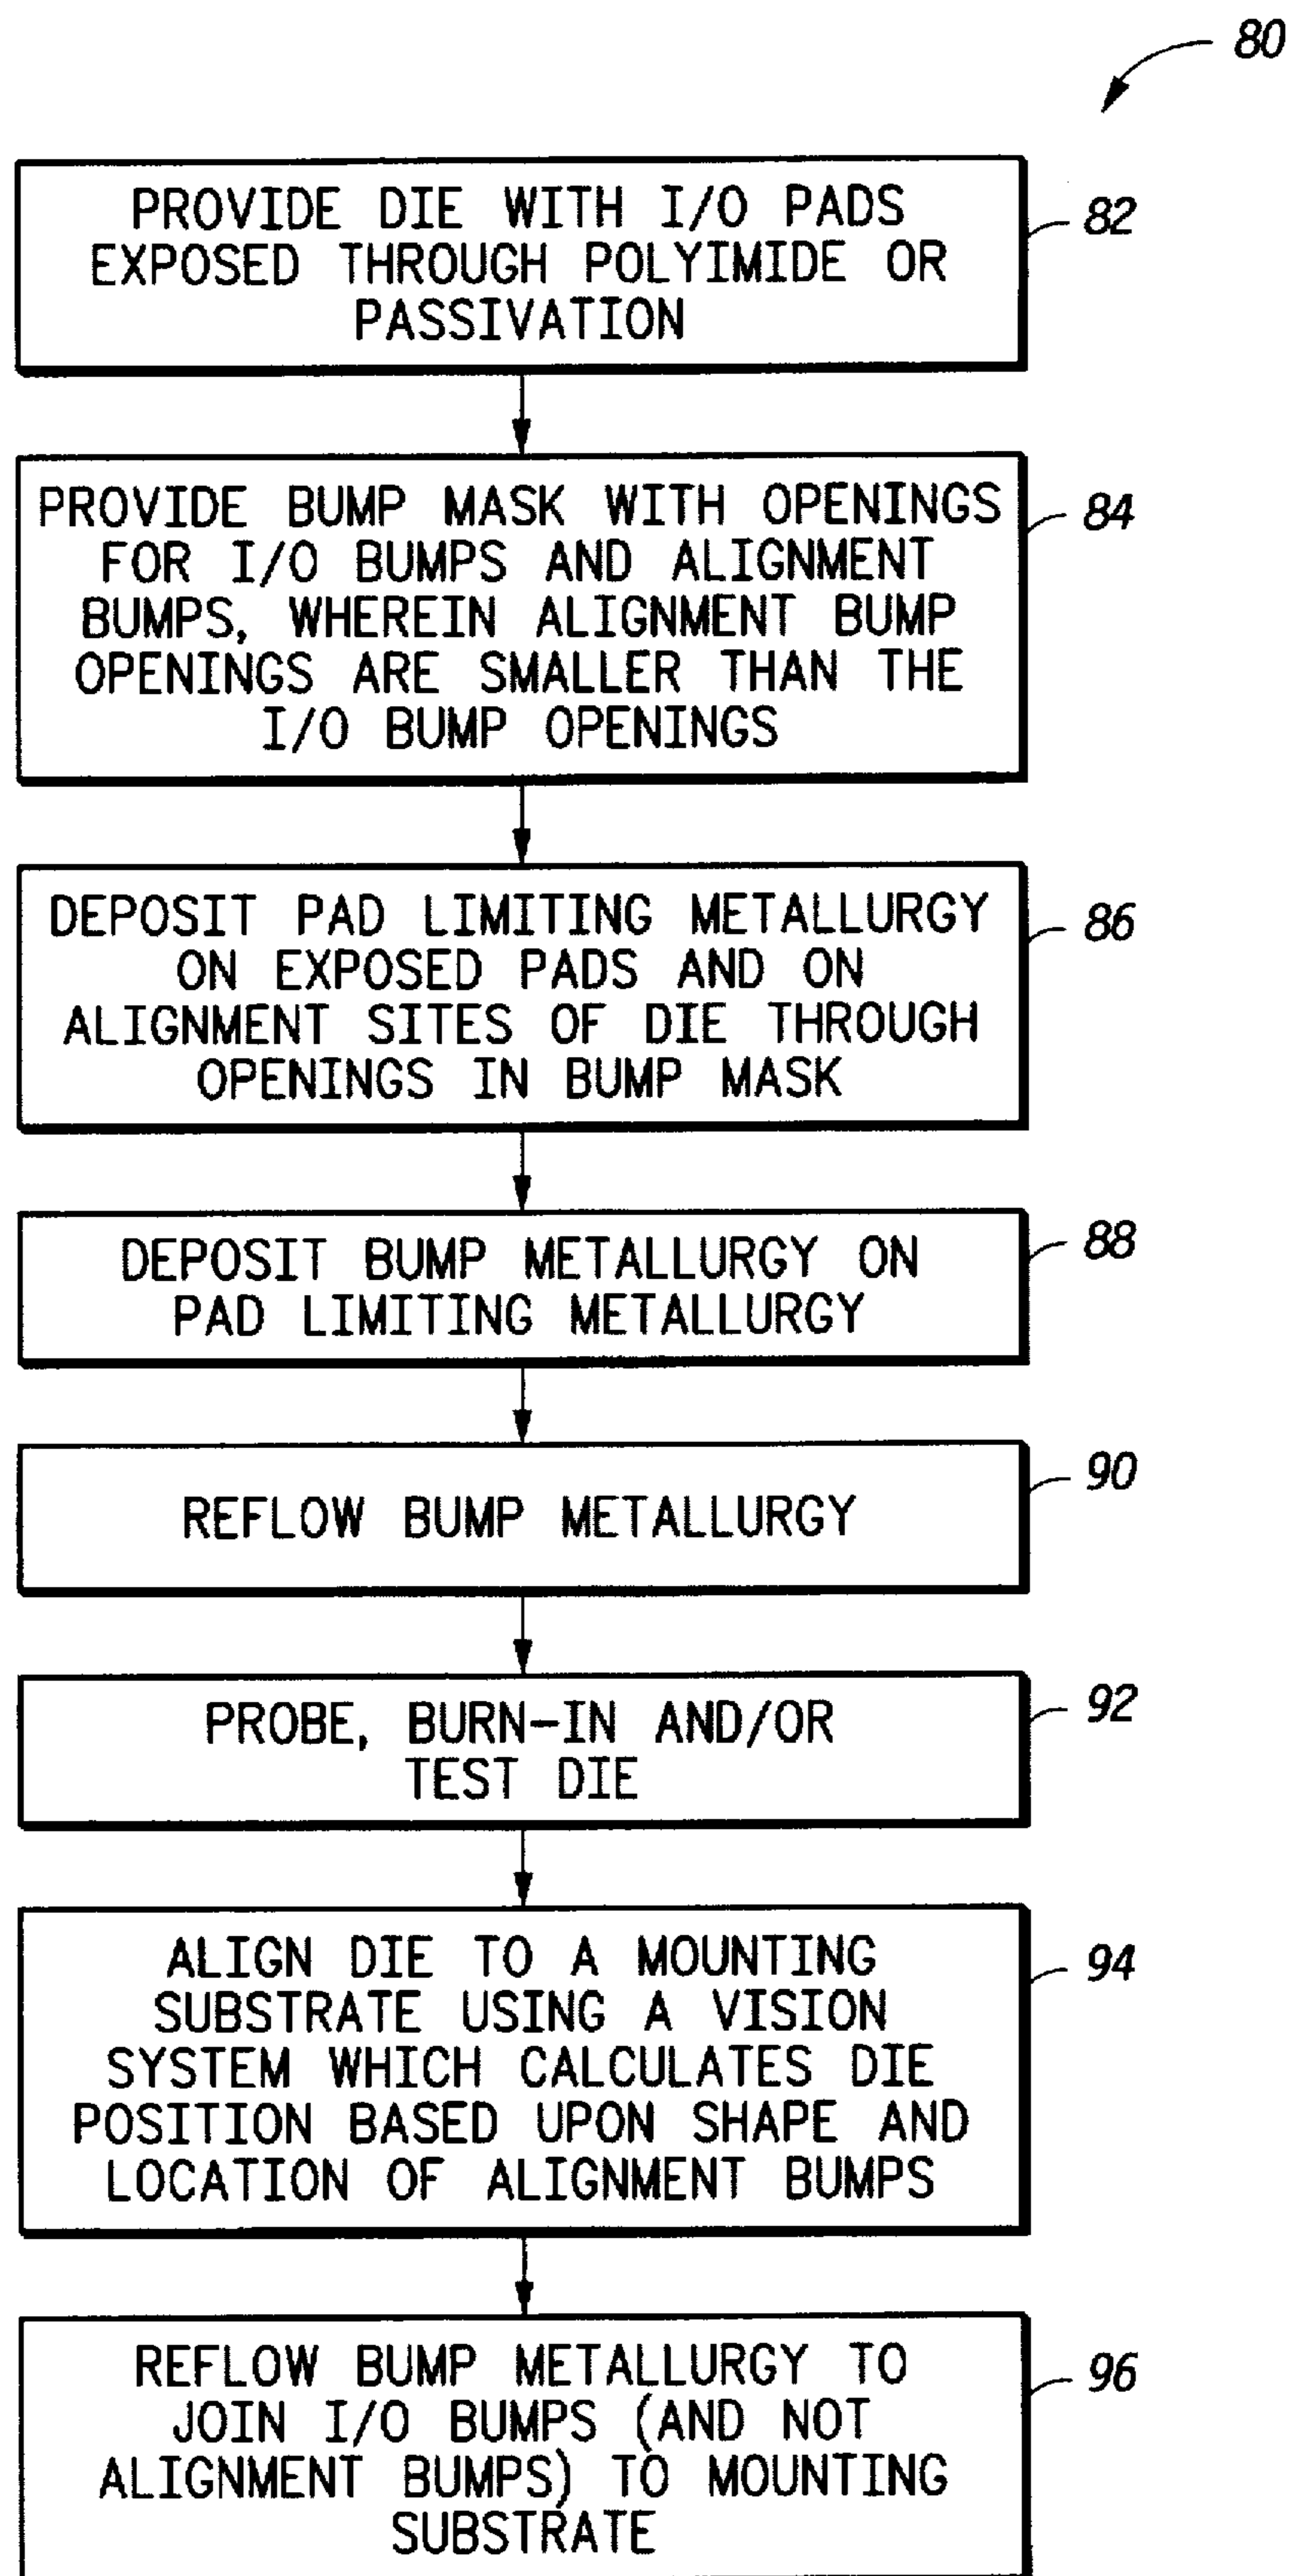 80
PROVIDE DIE WITH I/O PADS
EXPOSED THROUGH POLYIMIDE OR
PASSIVATION
82
PROVIDE BUMP MASK WITH OPENINGS
FOR I/O BUMPS AND ALIGNMENT
BUMPS, WHEREIN ALIGNMENT BUMP
OPENINGS ARE SMALLER THAN THE
I/O BUMP OPENINGS
84
DEPOSIT PAD LIMITING METALLURGY
ON EXPOSED PADS AND ON
ALIGNMENT SITES OF DIE THROUGH
OPENINGS IN BUMP MASK
86
DEPOSIT BUMP METALLURGY ON
PAD LIMITING METALLURGY
88
REFLOW BUMP METALLURGY
90
PROBE, BURN-IN AND/OR
TEST DIE
92
ALIGN DIE TO A MOUNTING
SUBSTRATE USING A VISION
SYSTEM WHICH CALCULATES DIE
POSITION BASED UPON SHAPE AND
LOCATION OF ALIGNMENT BUMPS
94
REFLOW BUMP METALLURGY TO
JOIN I/O BUMPS (AND NOT
ALIGNMENT BUMPS) TO MOUNTING
SUBSTRATE
96